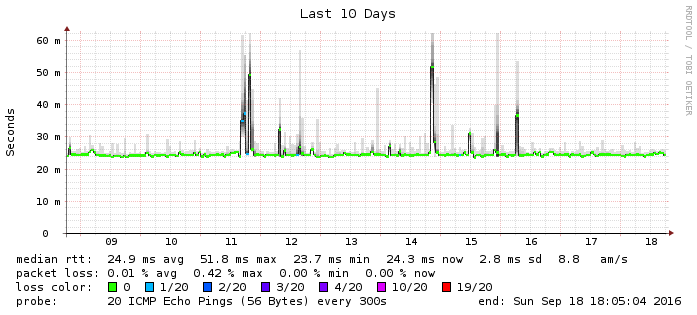 Last 10 Days
RRDTOOL / TOBI OETIKER
Seconds
60 m
50 m
40 m
30 m
20 m
10 m
0
09 10 11 12 13 14 15 16 17 18
median rtt: 24.9 ms avg 51.8 ms max 23.7 ms min 24.3 ms now 2.8 ms sd 8.8 am/s
packet loss: 0.01 % avg 0.42 % max 0.00 % min 0.00 % now
loss color: 0 1/20 2/20 3/20 4/20 10/20 19/20
probe: 20 ICMP Echo Pings (56 Bytes) every 300s end: Sun Sep 18 18:05:04 2016